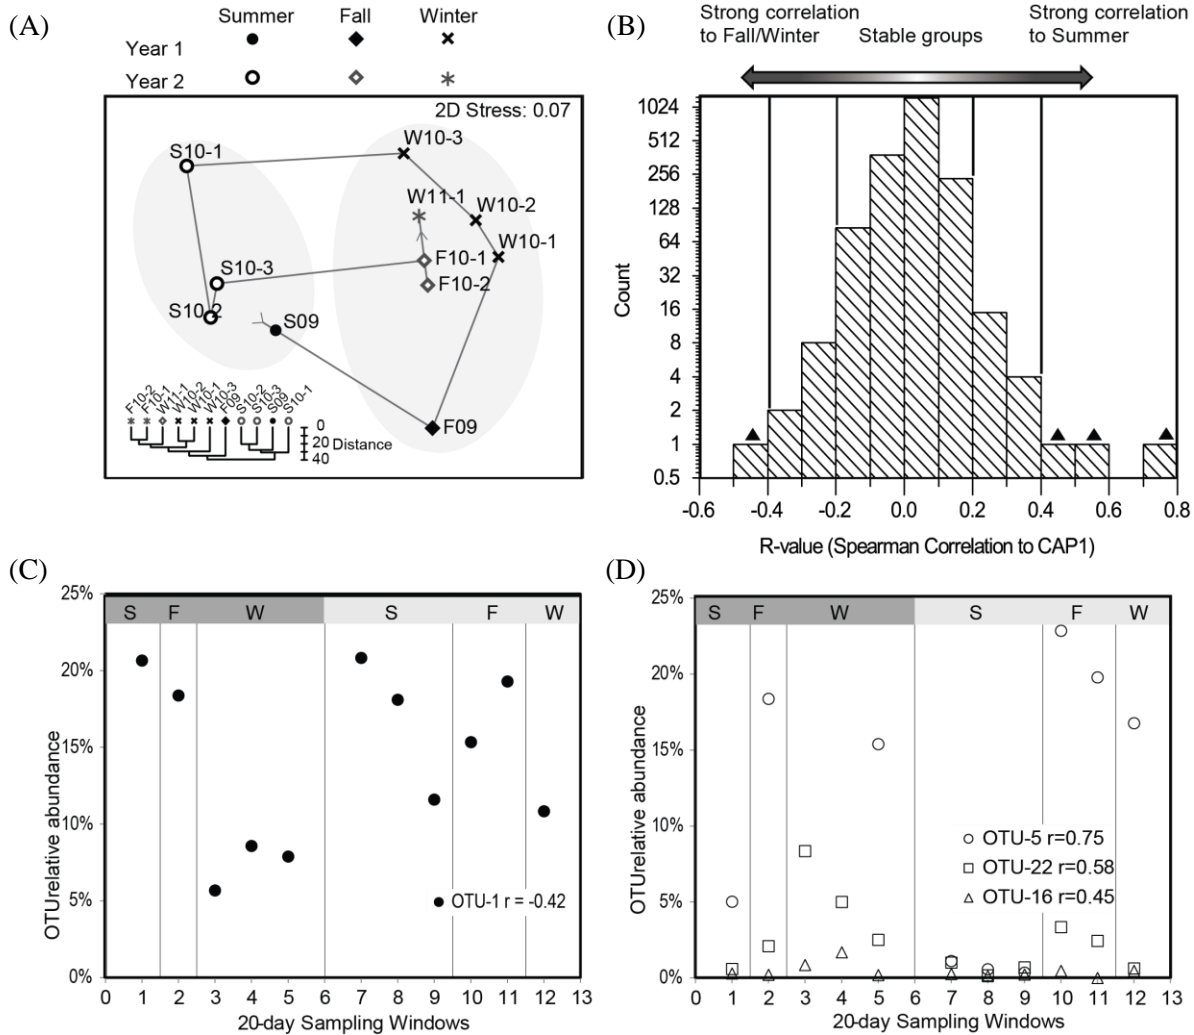 (A)
Summer Fall Winter
Year 1
Year 2
2D Stress: 0.07
S10-1
W10-3
W11-1
W10-2
W10-1
S10-3
F10-1
F10-2
S10-2
S09
F09
F10-2 F10-1 W11-1 W10-2 W10-1 W10-3 F09 S10-2 S10-3 S09 S10-1
0
20 Distance
40
(B)
Strong correlation to Fall/Winter
Stable groups
Strong correlation to Summer
Count
1024
512
256
128
64
32
16
8
4
2
1
0.5
-0.6 -0.4 -0.2 0.0 0.2 0.4 0.6 0.8
R-value (Spearman Correlation to CAP1)
(C)
OTUrelative abundance
25%
20%
15%
10%
5%
0%
S F W S F W
OTU-1 r = -0.42
0 1 2 3 4 5 6 7 8 9 10 11 12 13
20-day Sampling Windows
(D)
OTUrelative abundance
25%
20%
15%
10%
5%
0%
S F W S F W
OTU-5 r=0.75
OTU-22 r=0.58
OTU-16 r=0.45
0 1 2 3 4 5 6 7 8 9 10 11 12 13
20-day Sampling Windows